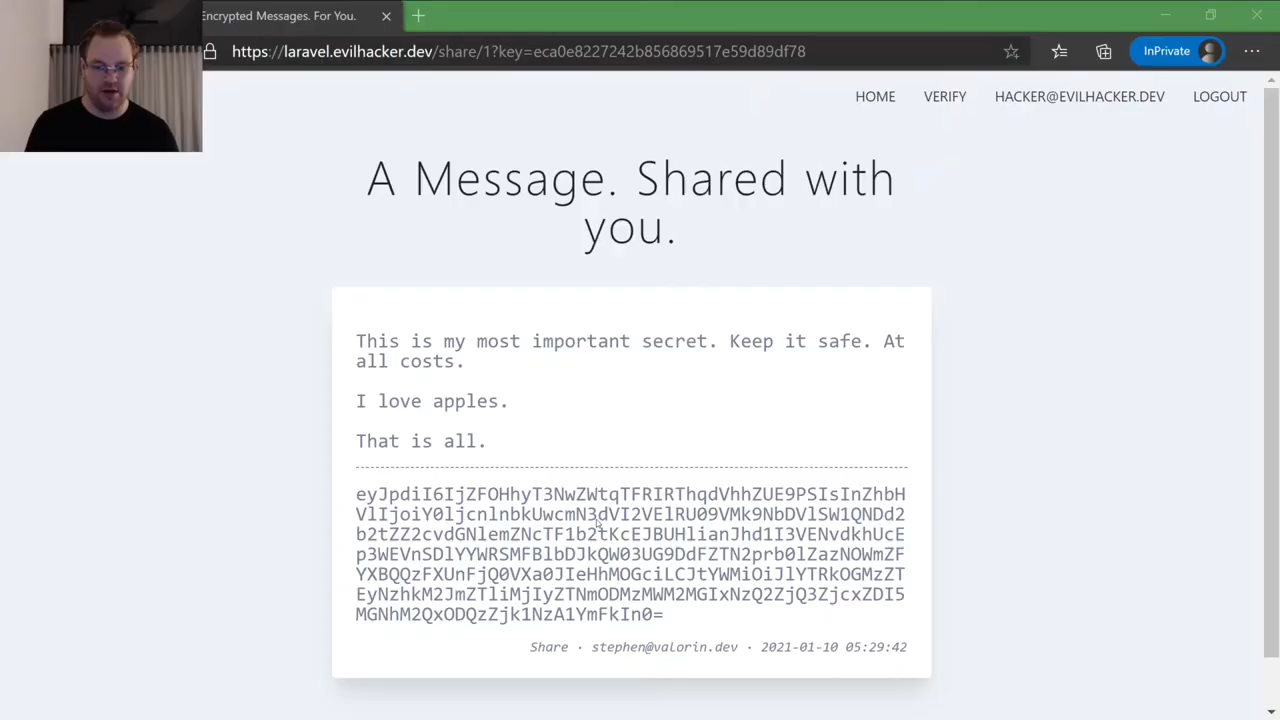 Encrypted Messages. For You.
https://laravel.evilhacker.dev/share/1?key=eca0e8227242b856869517e59d89df78
InPrivate
HOME
VERIFY
HACKER@EVILHACKER.DEV
LOGOUT
A Message. Shared with
you.
This is my most important secret. Keep it safe. At
all costs.
I love apples.
That is all.
eyJpdiI6IjZFOHhyT3NwZWtqTFRIRThqdVhhZUE9PSIsInZhbH
VlIjoiY0ljcnlnbkUwcmN3dVI2VElRU09VMk9NbDVlSW1QNDd2
b2tZZ2cvdGNlemZNcTF1b2tKcEJBUHlianJhd1I3VENvdkhUcE
p3WEVnSDlYYWRSMFBlbDJkQW03UG9DdFZTN2prb0lZazNOWmZF
YXBQQzFXUnFjQ0VXa0JIeHhMOGciLCJtYWMiOiJlYTRkOGMzZT
EyNzhkM2JmZTliMjIyZTNmODMzMWM2MGIxNzQ2ZjQ3ZjcxZDI5
MGNhM2QxODQzZjk1NzA1YmFkIn0=
Share · stephen@valorin.dev · 2021-01-10 05:29:42